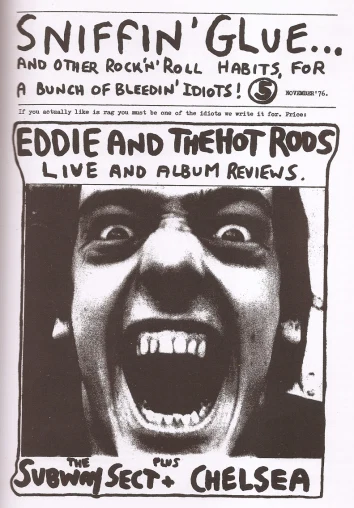 SNIFFIN' GLUE...
AND OTHER ROCK'N'ROLL HABITS, FOR
A BUNCH OF BLEEDIN' IDIOTS! 5 NOVEMBER'76.
If you actually like is rag you must be one of the idiots we write it for. Price:
EDDIE AND THE HOT RODS
LIVE AND ALBUM REVIEWS.
THE SUBWAY SECT + PLUS CHELSEA